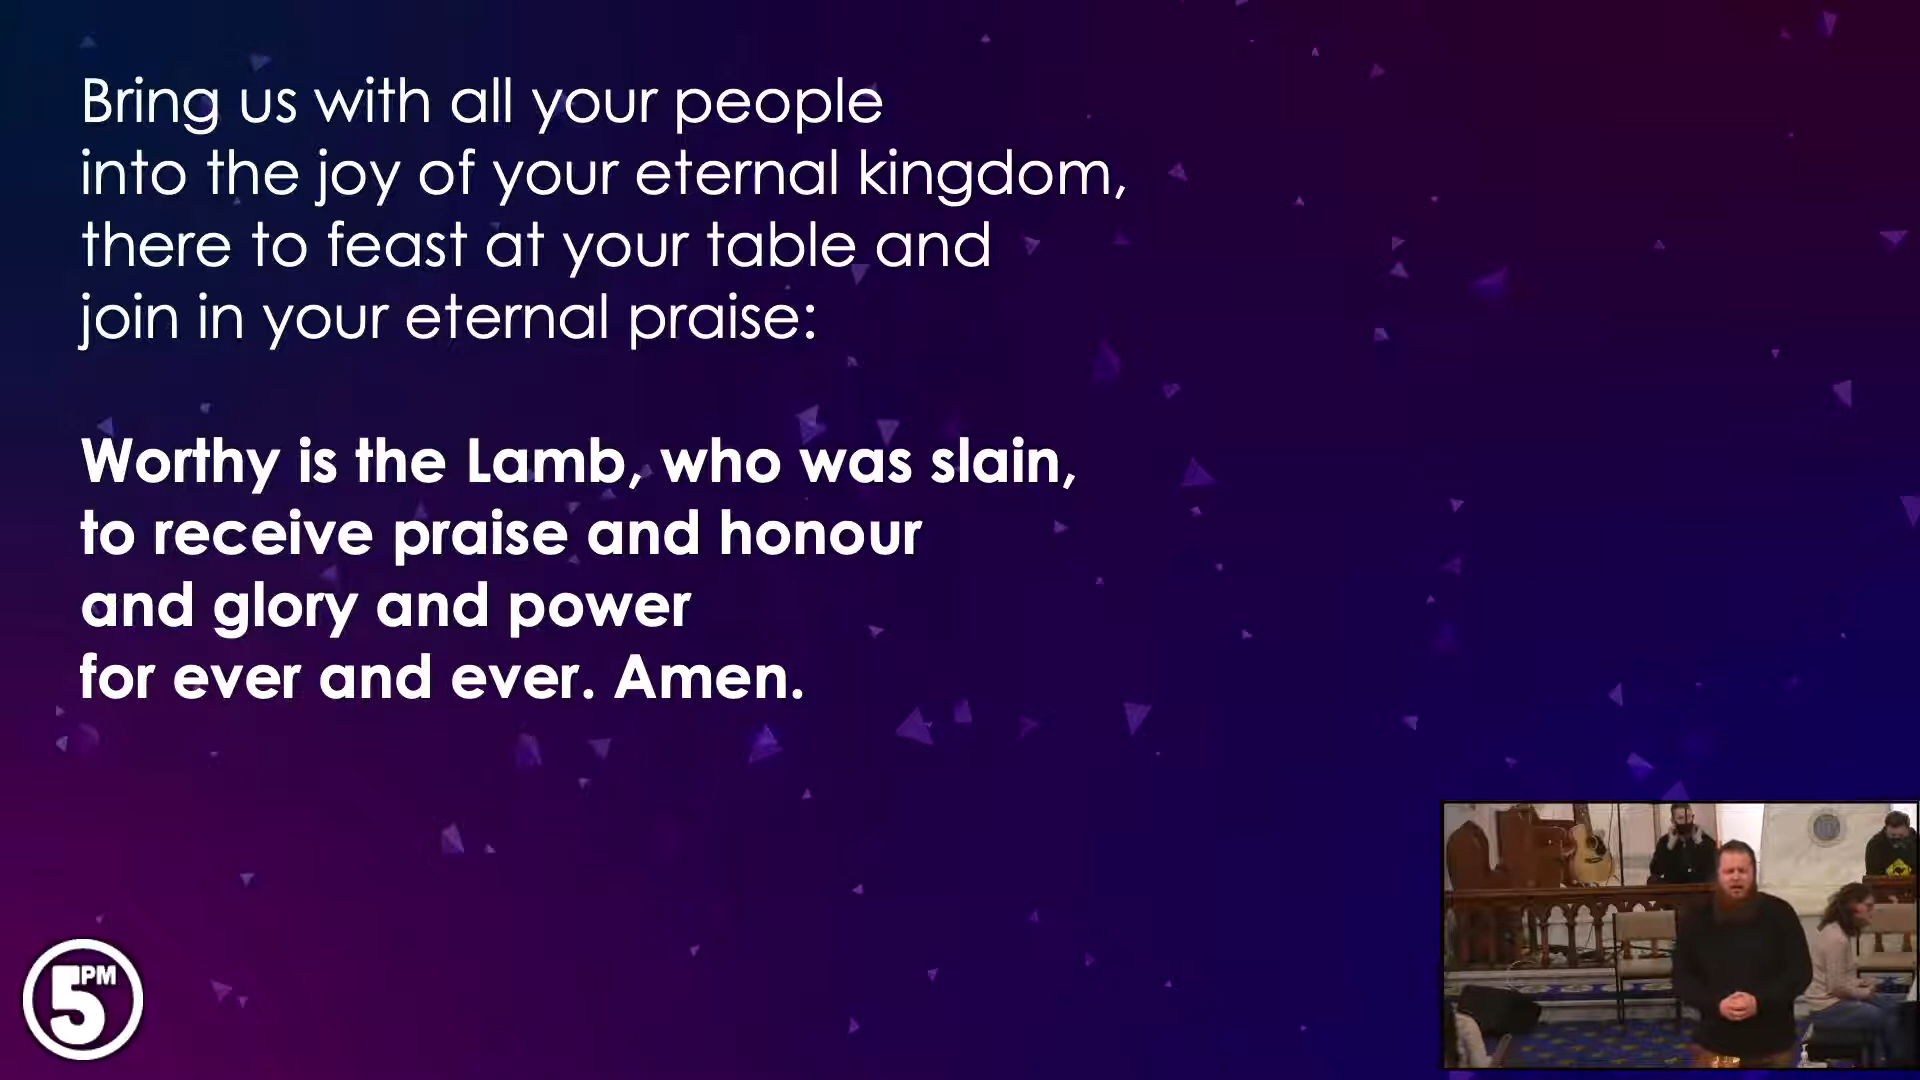 Bring us with all your people
into the joy of your eternal kingdom,
there to feast at your table and
join in your eternal praise:
Worthy is the Lamb, who was slain,
to receive praise and honour
and glory and power
for ever and ever. Amen.
5PM